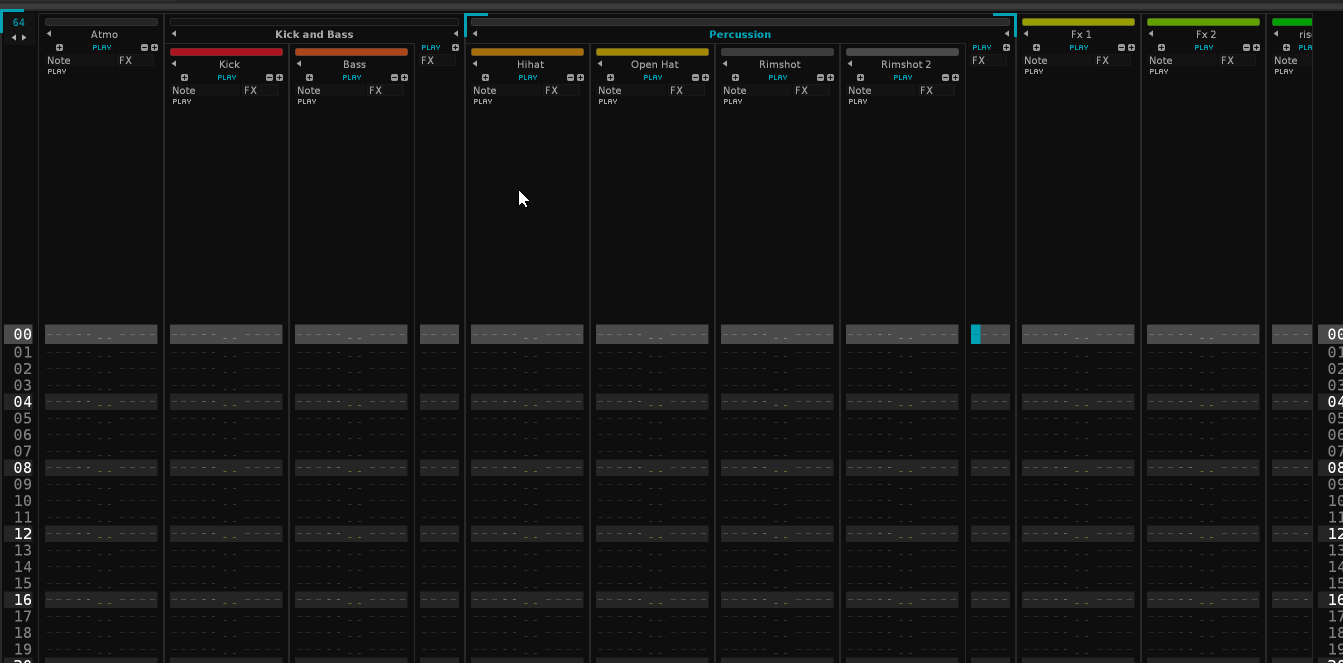 64
Atmo
PLAY
Note FX
PLAY
Kick and Bass
Kick
PLAY
Note FX
PLAY
Bass
PLAY
Note FX
PLAY
PLAY
FX
Percussion
Hihat
PLAY
Note FX
PLAY
Open Hat
PLAY
Note FX
PLAY
Rimshot
PLAY
Note FX
PLAY
Rimshot 2
PLAY
Note FX
PLAY
PLAY
FX
Fx 1
PLAY
Note FX
PLAY
Fx 2
PLAY
Note FX
PLAY
Note
PLAY
00 00
01 01
02 02
03 03
04 04
05 05
06 06
07 07
08 08
09 09
10 10
11 11
12 12
13 13
14 14
15 15
16 16
17 17
18 18
19 19